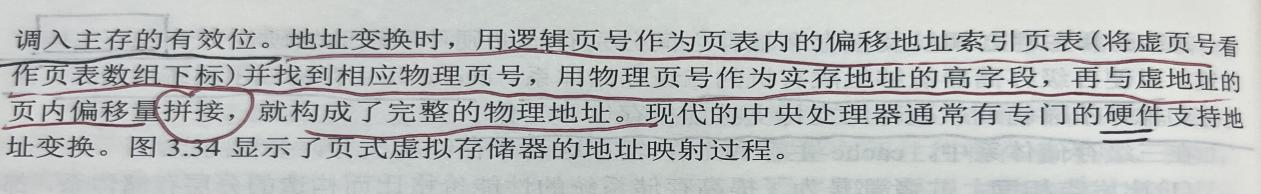 调入主存的有效位。地址变换时，用逻辑页号作为页表内的偏移地址索引页表(将虚页号看
作页表数组下标)并找到相应物理页号，用物理页号作为实存地址的高字段，再与虚地址的
页内偏移量拼接，就构成了完整的物理地址。现代的中央处理器通常有专门的硬件支持地
址变换。图 3.34 显示了页式虚拟存储器的地址映射过程。